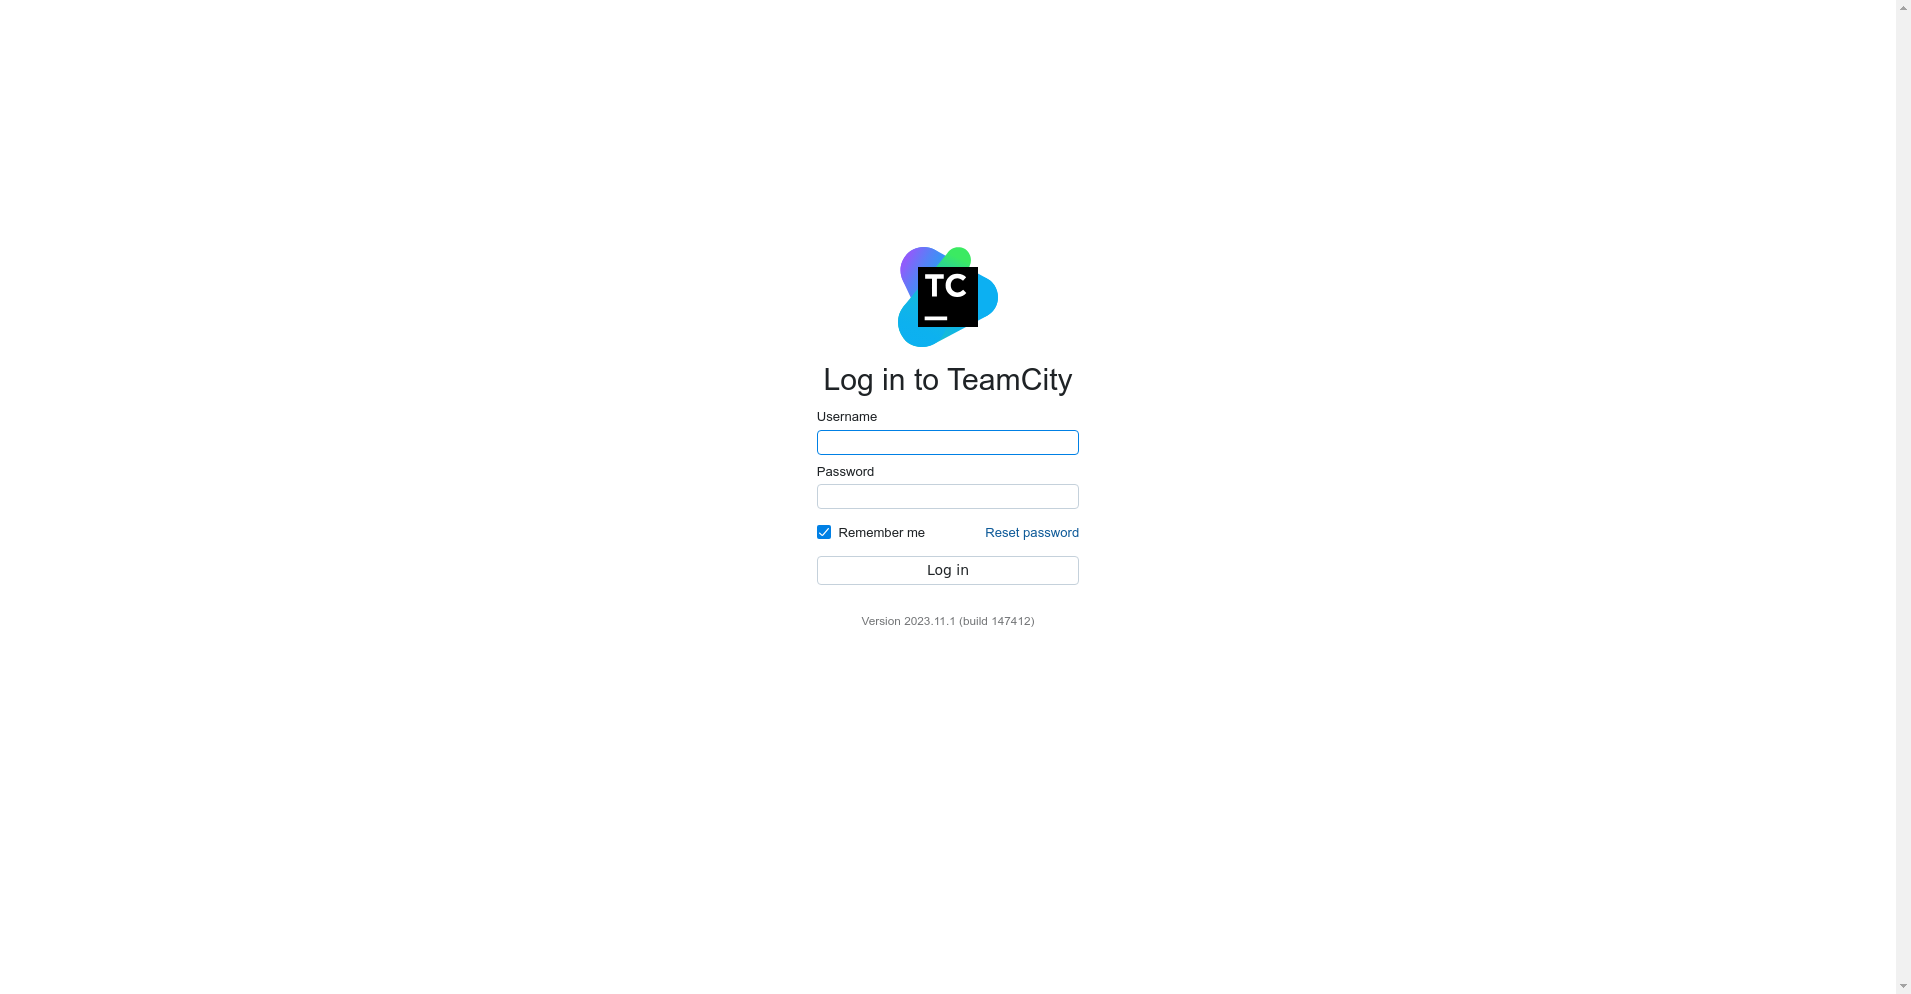 TC
Log in to TeamCity
Username
Password
Remember me
Reset password
Log in
Version 2023.11.1 (build 147412)